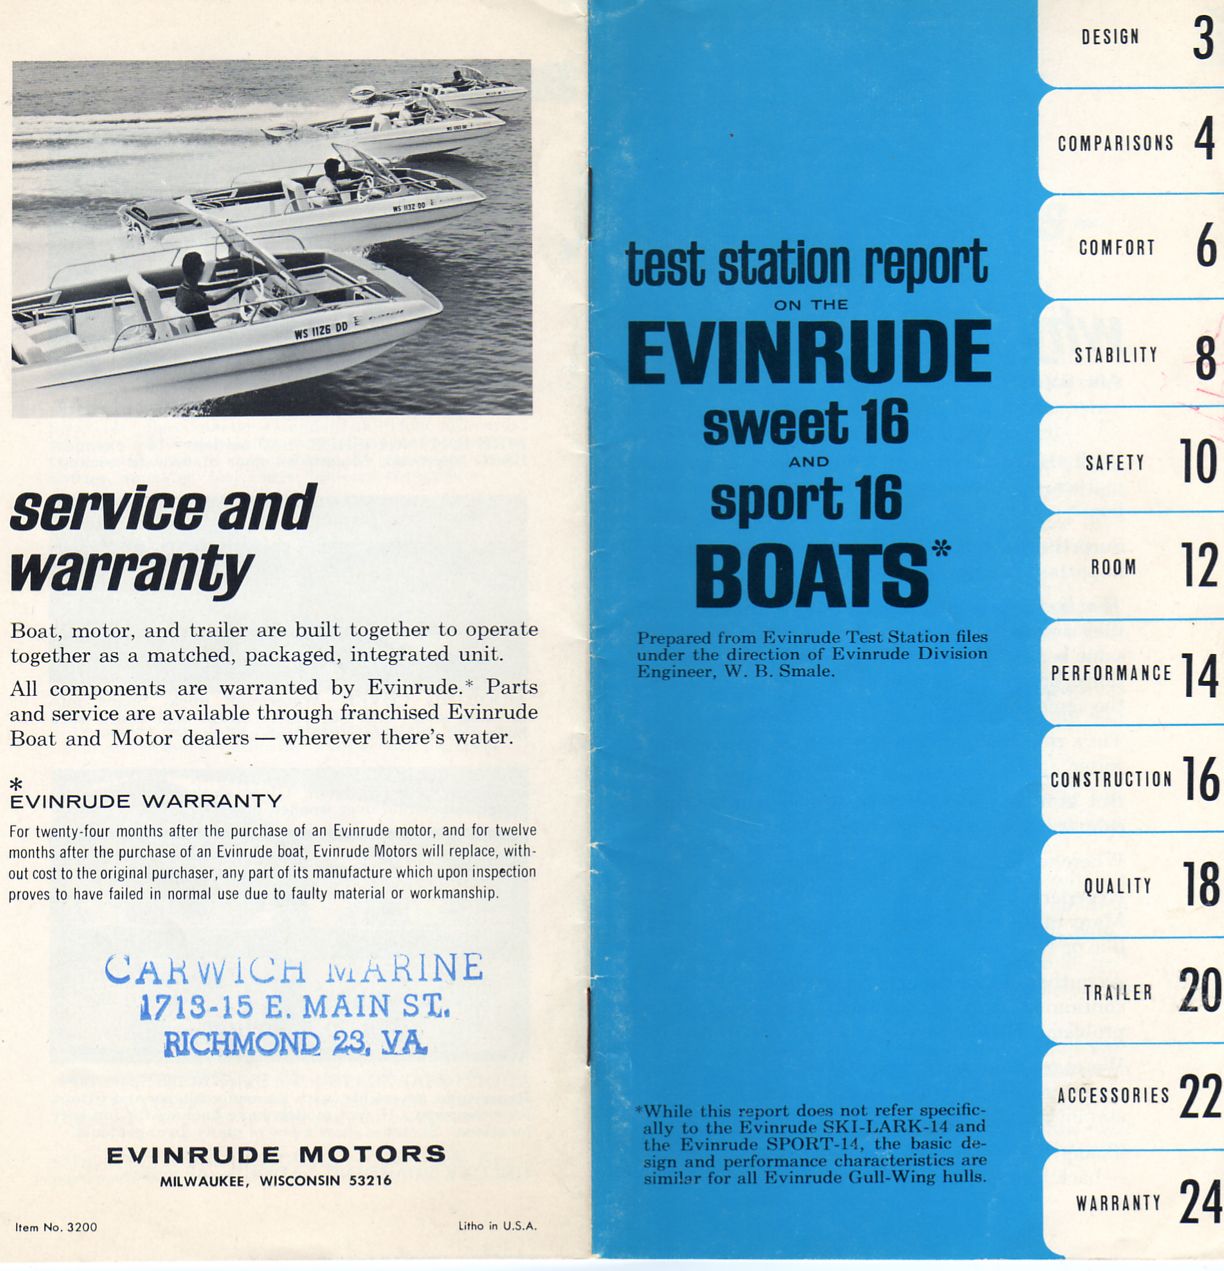 WS 1132 DD
WS 1126 DD
service and
warranty
Boat, motor, and trailer are built together to operate
together as a matched, packaged, integrated unit.
All components are warranted by Evinrude.* Parts
and service are available through franchised Evinrude
Boat and Motor dealers — wherever there's water.
*
EVINRUDE WARRANTY
For twenty-four months after the purchase of an Evinrude motor, and for twelve
months after the purchase of an Evinrude boat, Evinrude Motors will replace, with-
out cost to the original purchaser, any part of its manufacture which upon inspection
proves to have failed in normal use due to faulty material or workmanship.
CARWICH MARINE
1713-15 E. MAIN ST.
RICHMOND 23, VA.
EVINRUDE MOTORS
MILWAUKEE, WISCONSIN 53216
Item No. 3200
Litho in U.S.A.
test station report
ON THE
EVINRUDE
sweet 16
AND
sport 16
BOATS*
Prepared from Evinrude Test Station files
under the direction of Evinrude Division
Engineer, W. B. Smale.
*While this report does not refer specific-
ally to the Evinrude SKI-LARK-14 and
the Evinrude SPORT-14, the basic de-
sign and performance characteristics are
similar for all Evinrude Gull-Wing hulls.
DESIGN 3
COMPARISONS 4
COMFORT 6
STABILITY 8
SAFETY 10
ROOM 12
PERFORMANCE 14
CONSTRUCTION 16
QUALITY 18
TRAILER 20
ACCESSORIES 22
WARRANTY 24